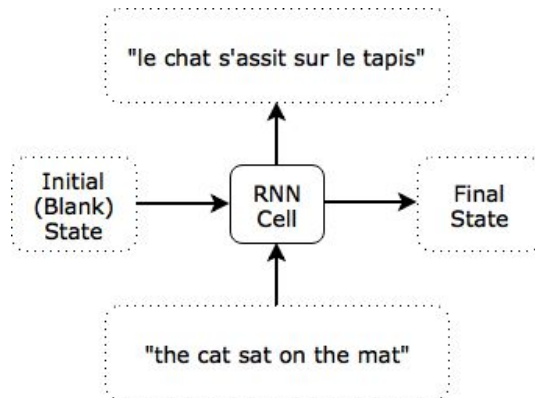 "le chat s'assit sur le tapis"
Initial
(Blank)
State
RNN
Cell
Final
State
"the cat sat on the mat"